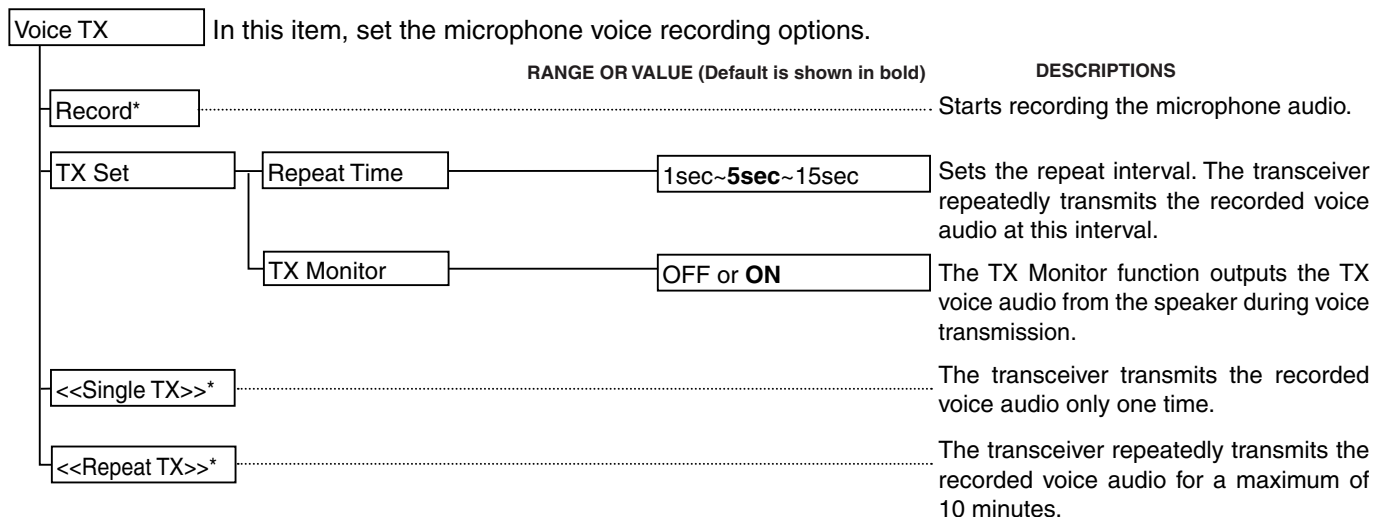 Voice TX In this item, set the microphone voice recording options.
RANGE OR VALUE (Default is shown in bold) DESCRIPTIONS
Record* Starts recording the microphone audio.
TX Set Repeat Time 1sec~5sec~15sec Sets the repeat interval. The transceiver
repeatedly transmits the recorded voice
audio at this interval.
TX Monitor OFF or ON The TX Monitor function outputs the TX
voice audio from the speaker during voice
transmission.
<<Single TX>>* The transceiver transmits the recorded
voice audio only one time.
<<Repeat TX>>* The transceiver repeatedly transmits the
recorded voice audio for a maximum of
10 minutes.